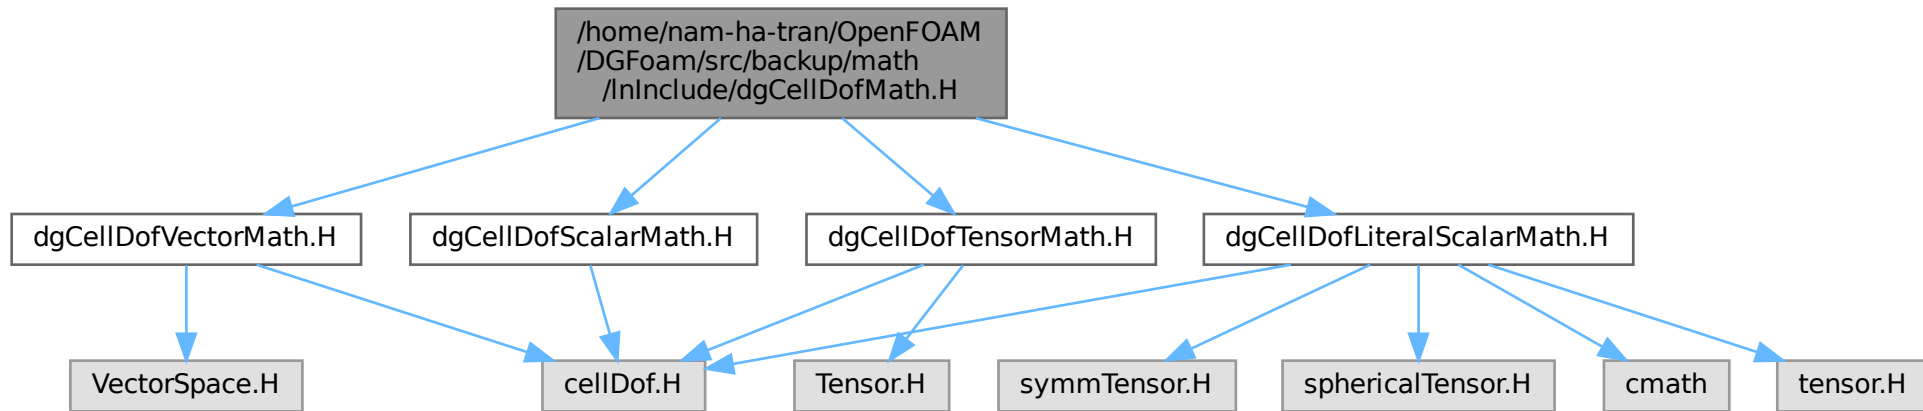 /home/nam-ha-tran/OpenFOAM
/DGFoam/src/backup/math
/lnInclude/dgCellDofMath.H
dgCellDofVectorMath.H
dgCellDofScalarMath.H
dgCellDofTensorMath.H
dgCellDofLiteralScalarMath.H
VectorSpace.H
cellDof.H
Tensor.H
symmTensor.H
sphericalTensor.H
cmath
tensor.H